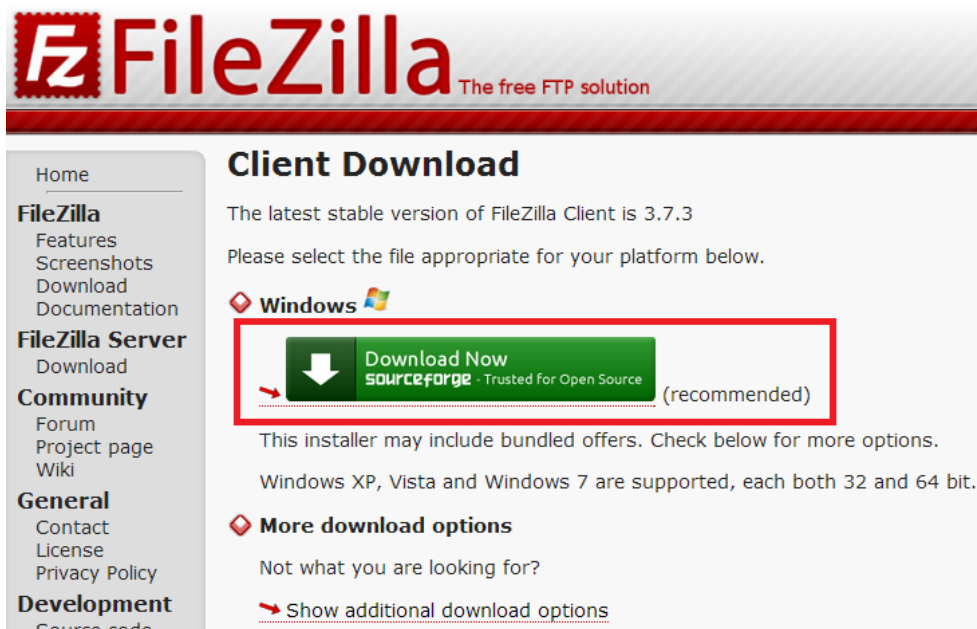 Fz FileZilla The free FTP solution
Home
FileZilla
Features
Screenshots
Download
Documentation
FileZilla Server
Download
Community
Forum
Project page
Wiki
General
Contact
License
Privacy Policy
Development
Source code
Client Download
The latest stable version of FileZilla Client is 3.7.3
Please select the file appropriate for your platform below.
Windows
Download Now
sourceforge - Trusted for Open Source
(recommended)
This installer may include bundled offers. Check below for more options.
Windows XP, Vista and Windows 7 are supported, each both 32 and 64 bit.
More download options
Not what you are looking for?
Show additional download options